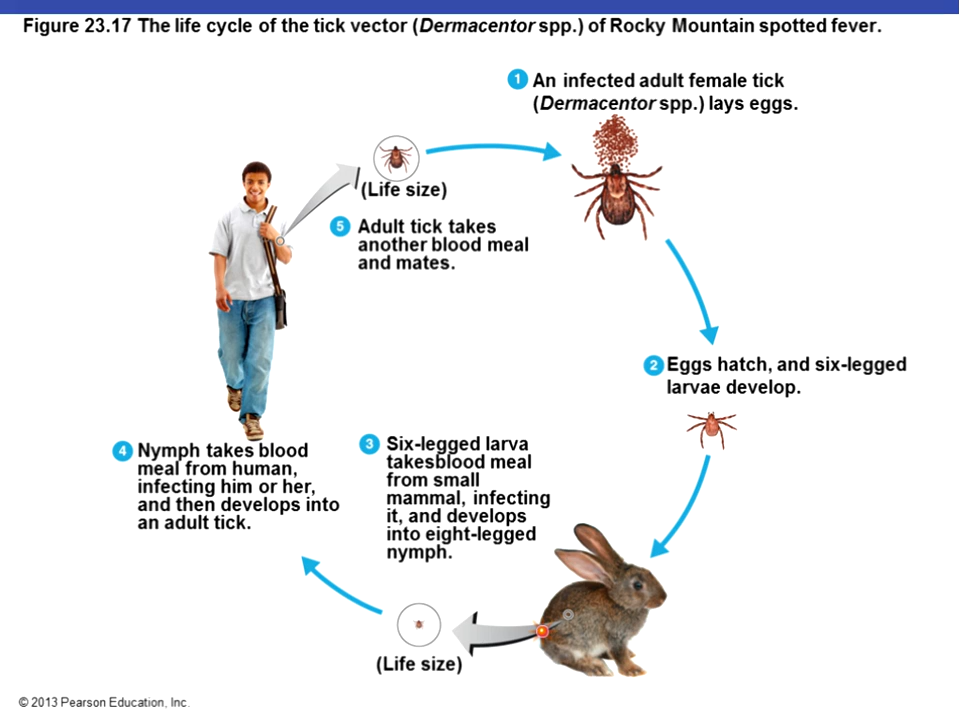 Figure 23.17 The life cycle of the tick vector (Dermacentor spp.) of Rocky Mountain spotted fever.
1 An infected adult female tick
(Dermacentor spp.) lays eggs.
(Life size)
5 Adult tick takes
another blood meal
and mates.
2 Eggs hatch, and six-legged
larvae develop.
3 Six-legged larva
takesblood meal
from small
mammal, infecting
it, and develops
into eight-legged
nymph.
4 Nymph takes blood
meal from human,
infecting him or her,
and then develops into
an adult tick.
(Life size)
© 2013 Pearson Education, Inc.